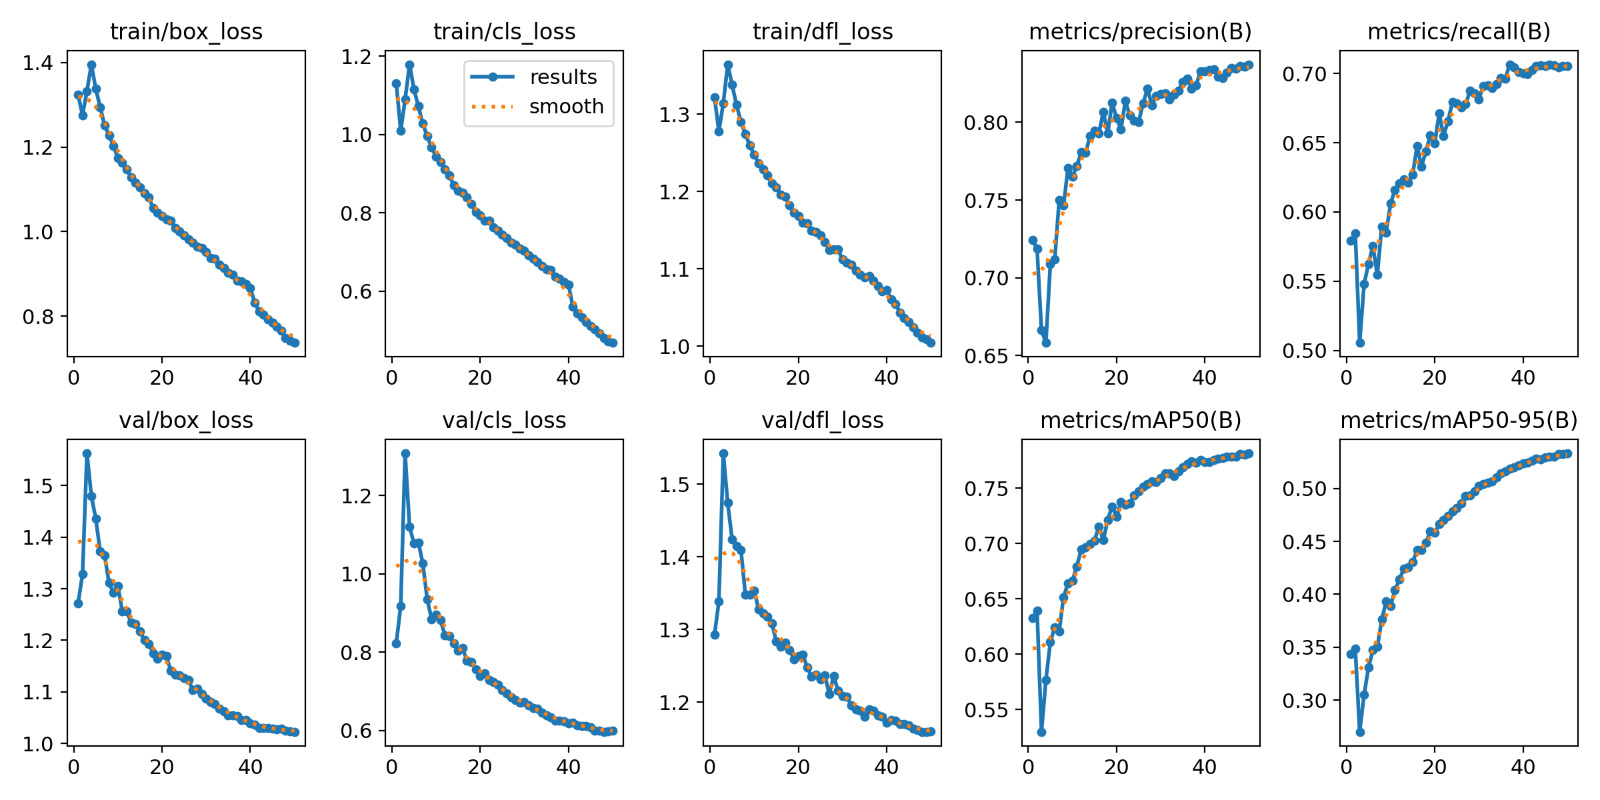 train/box_loss
train/cls_loss
train/dfl_loss
metrics/precision(B)
metrics/recall(B)
1.4
1.2
1.0
0.8
0 20 40
1.2
1.0
0.8
0.6
0 20 40
results
smooth
1.3
1.2
1.1
1.0
0 20 40
0.80
0.75
0.70
0.65
0 20 40
0.70
0.65
0.60
0.55
0.50
0 20 40
val/box_loss
val/cls_loss
val/dfl_loss
metrics/mAP50(B)
metrics/mAP50-95(B)
1.5
1.4
1.3
1.2
1.1
1.0
0 20 40
1.2
1.0
0.8
0.6
0 20 40
1.5
1.4
1.3
1.2
0 20 40
0.75
0.70
0.65
0.60
0.55
0 20 40
0.50
0.45
0.40
0.35
0.30
0 20 40